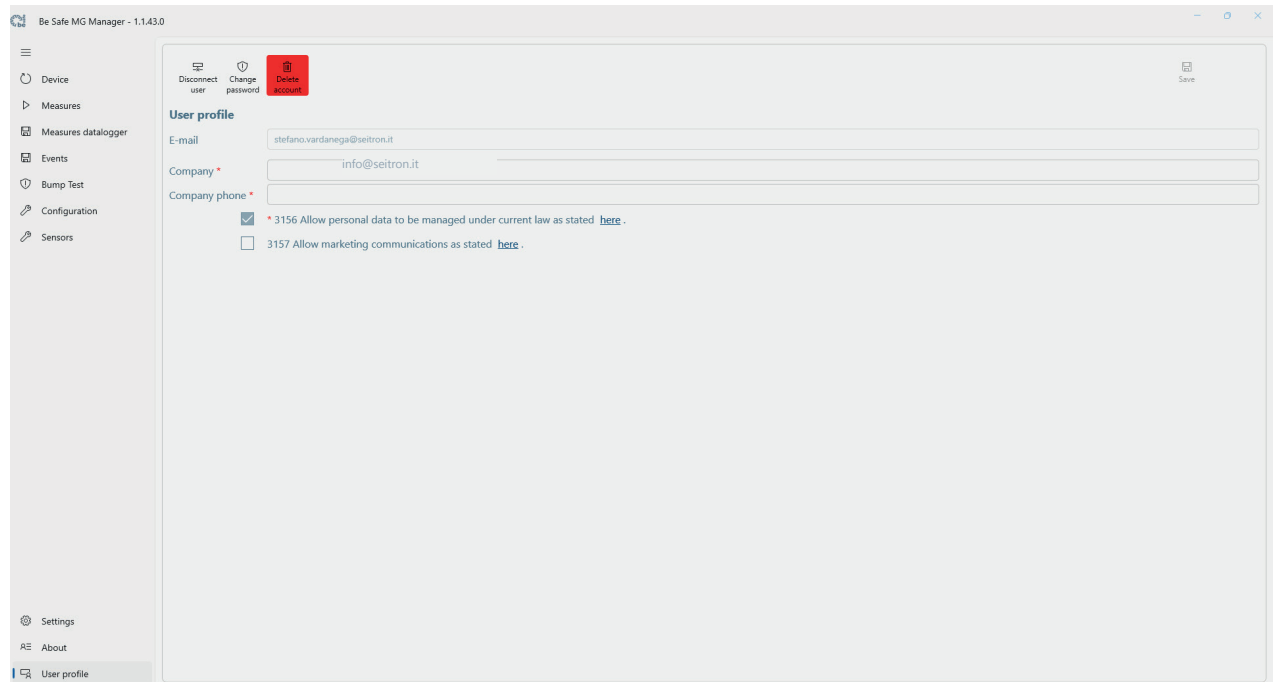 be Be Safe MG Manager - 1.1.43.0
Device
Measures
Measures datalogger
Events
Bump Test
Configuration
Sensors
Settings
About
User profile
Disconnect user
Change password
Delete account
Save
User profile
E-mail stefano.vardanega@seitron.it
info@seitron.it
Company *
Company phone *
* 3156 Allow personal data to be managed under current law as stated here .
3157 Allow marketing communications as stated here .